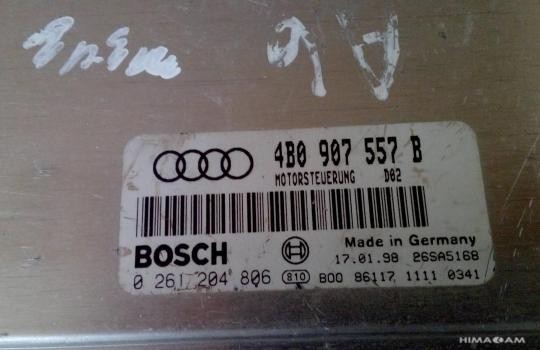 A6
4B0 907 557 B
MOTORSTEUERUNG D02
BOSCH
Made in Germany
17.01.98 26SA5168
0 261 204 806 810 B00 86117 1111 0341
HIMACAM